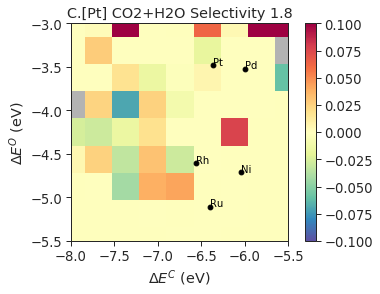 C.[Pt] CO2+H2O Selectivity 1.8
−3.0
−3.5
−4.0
−4.5
−5.0
−5.5
ΔE^O (eV)
Pt
Pd
Rh
Ni
Ru
−8.0 −7.5 −7.0 −6.5 −6.0 −5.5
ΔE^C (eV)
0.100
0.075
0.050
0.025
0.000
−0.025
−0.050
−0.075
−0.100